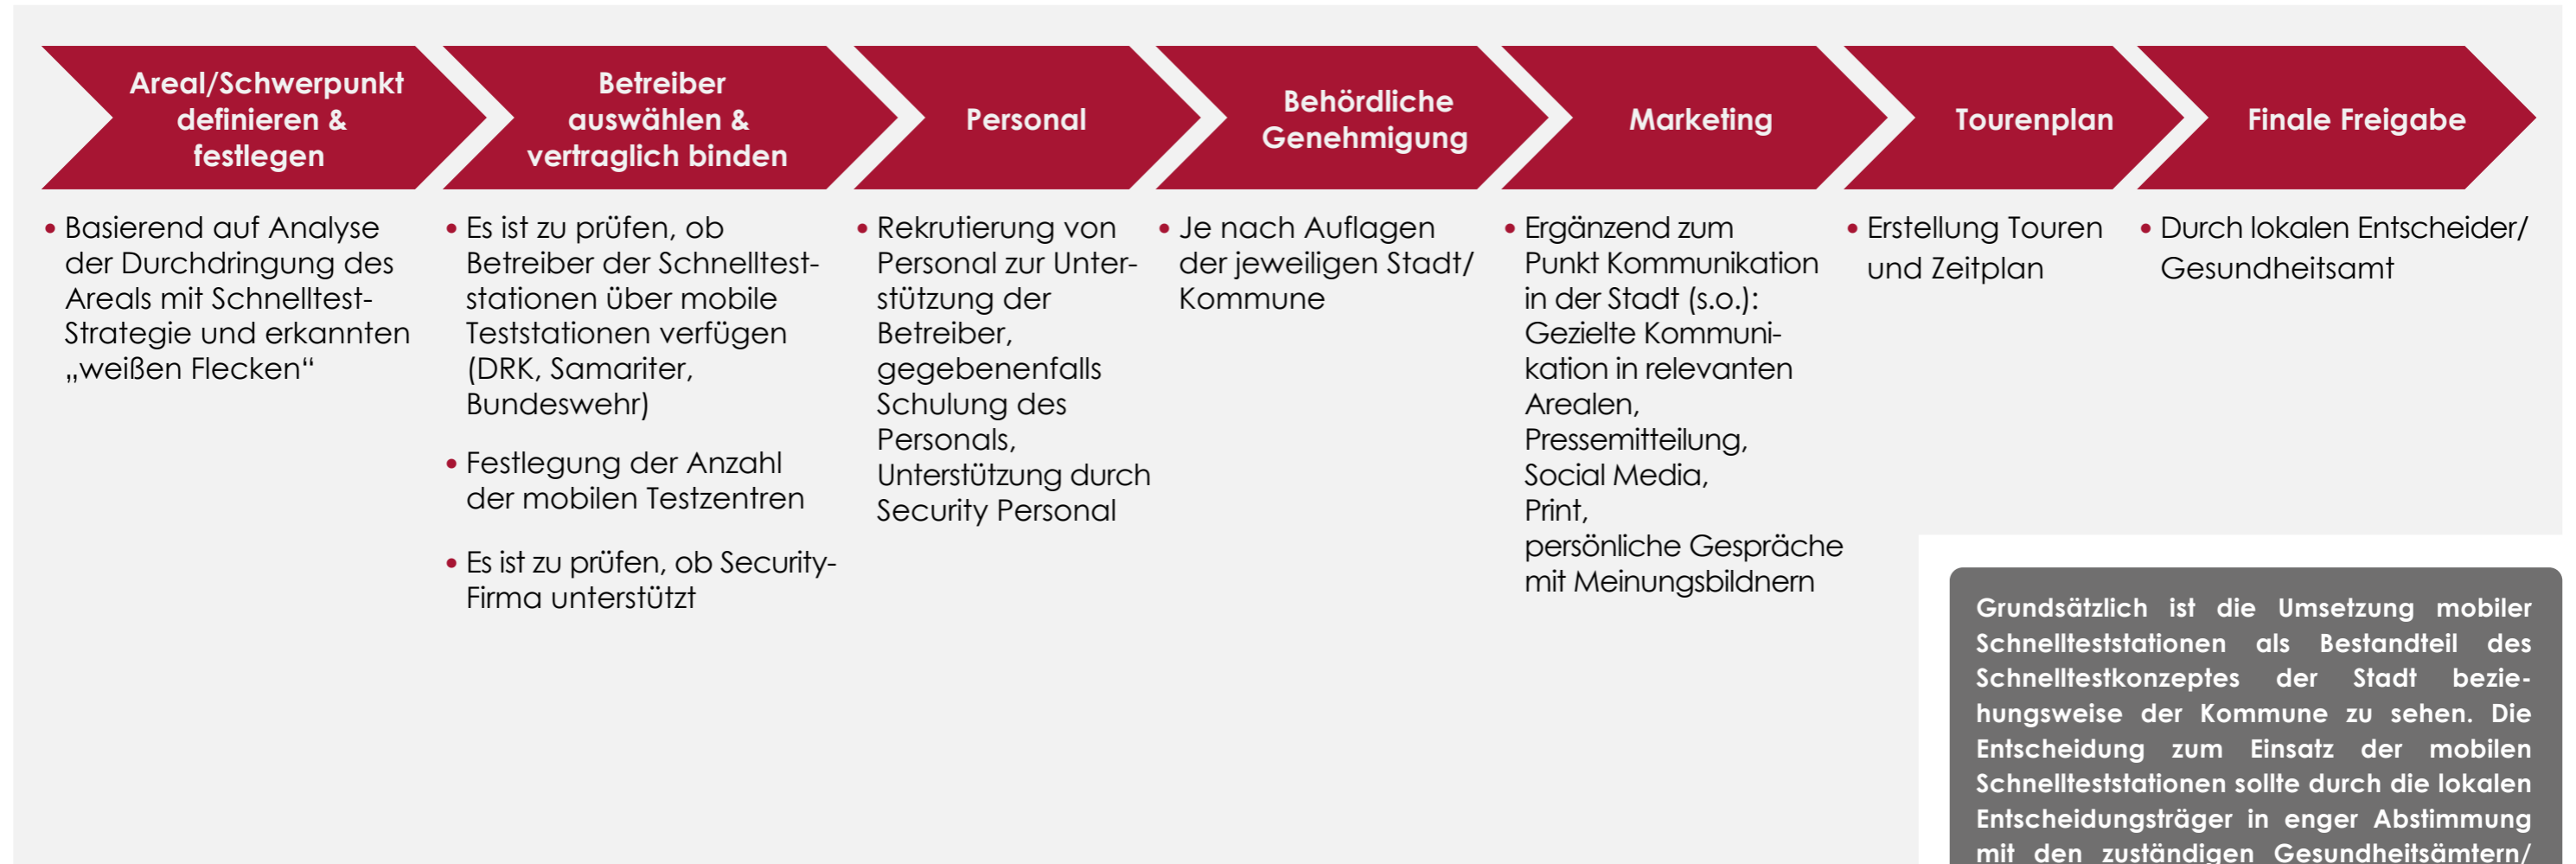 Areal/Schwerpunkt
definieren &
festlegen
Betreiber
auswählen &
vertraglich binden
Personal
Behördliche
Genehmigung
Marketing
Tourenplan
Finale Freigabe
• Basierend auf Analyse
der Durchdringung des
Areals mit Schnelltest-
Strategie und erkannten
„weißen Flecken“
• Es ist zu prüfen, ob
Betreiber der Schnelltest-
stationen über mobile
Teststationen verfügen
(DRK, Samariter,
Bundeswehr)
• Festlegung der Anzahl
der mobilen Testzentren
• Es ist zu prüfen, ob Security-
Firma unterstützt
• Rekrutierung von
Personal zur Unter-
stützung der
Betreiber,
gegebenenfalls
Schulung des
Personals,
Unterstützung durch
Security Personal
• Je nach Auflagen
der jeweiligen Stadt/
Kommune
• Ergänzend zum
Punkt Kommunikation
in der Stadt (s.o.):
Gezielte Kommuni-
kation in relevanten
Arealen,
Pressemitteilung,
Social Media,
Print,
persönliche Gespräche
mit Meinungsbildnern
• Erstellung Touren
und Zeitplan
• Durch lokalen Entscheider/
Gesundheitsamt
Grundsätzlich ist die Umsetzung mobiler
Schnellteststationen als Bestandteil des
Schnelltestkonzeptes der Stadt bezie-
hungsweise der Kommune zu sehen. Die
Entscheidung zum Einsatz der mobilen
Schnellteststationen sollte durch die lokalen
Entscheidungsträger in enger Abstimmung
mit den zuständigen Gesundheitsämtern/